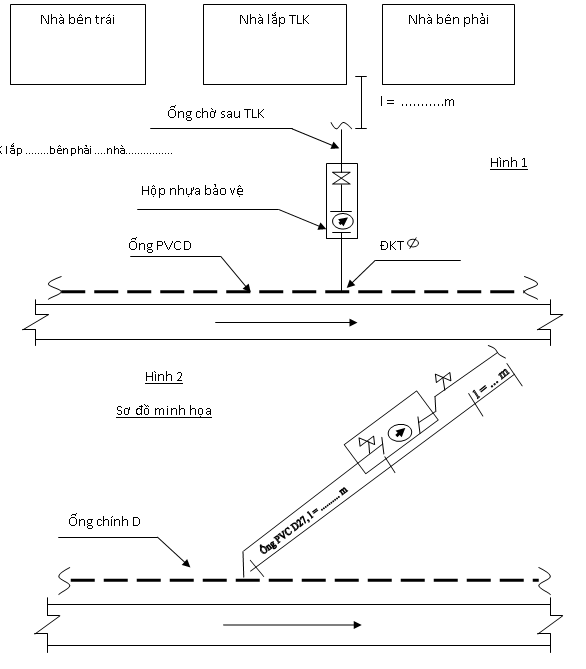 Nhà bên trái
Nhà lắp TLK
Nhà bên phải
l = ...........m
Ống chờ sau TLK
K lắp ........bên phải ....nhà................
Hình 1
Hộp nhựa bảo vệ
Ống PVC D
ĐKT Ø
Hình 2
Sơ đồ minh họa
l = ... m
Ống PVC D27, l = .......... m
Ống chính D